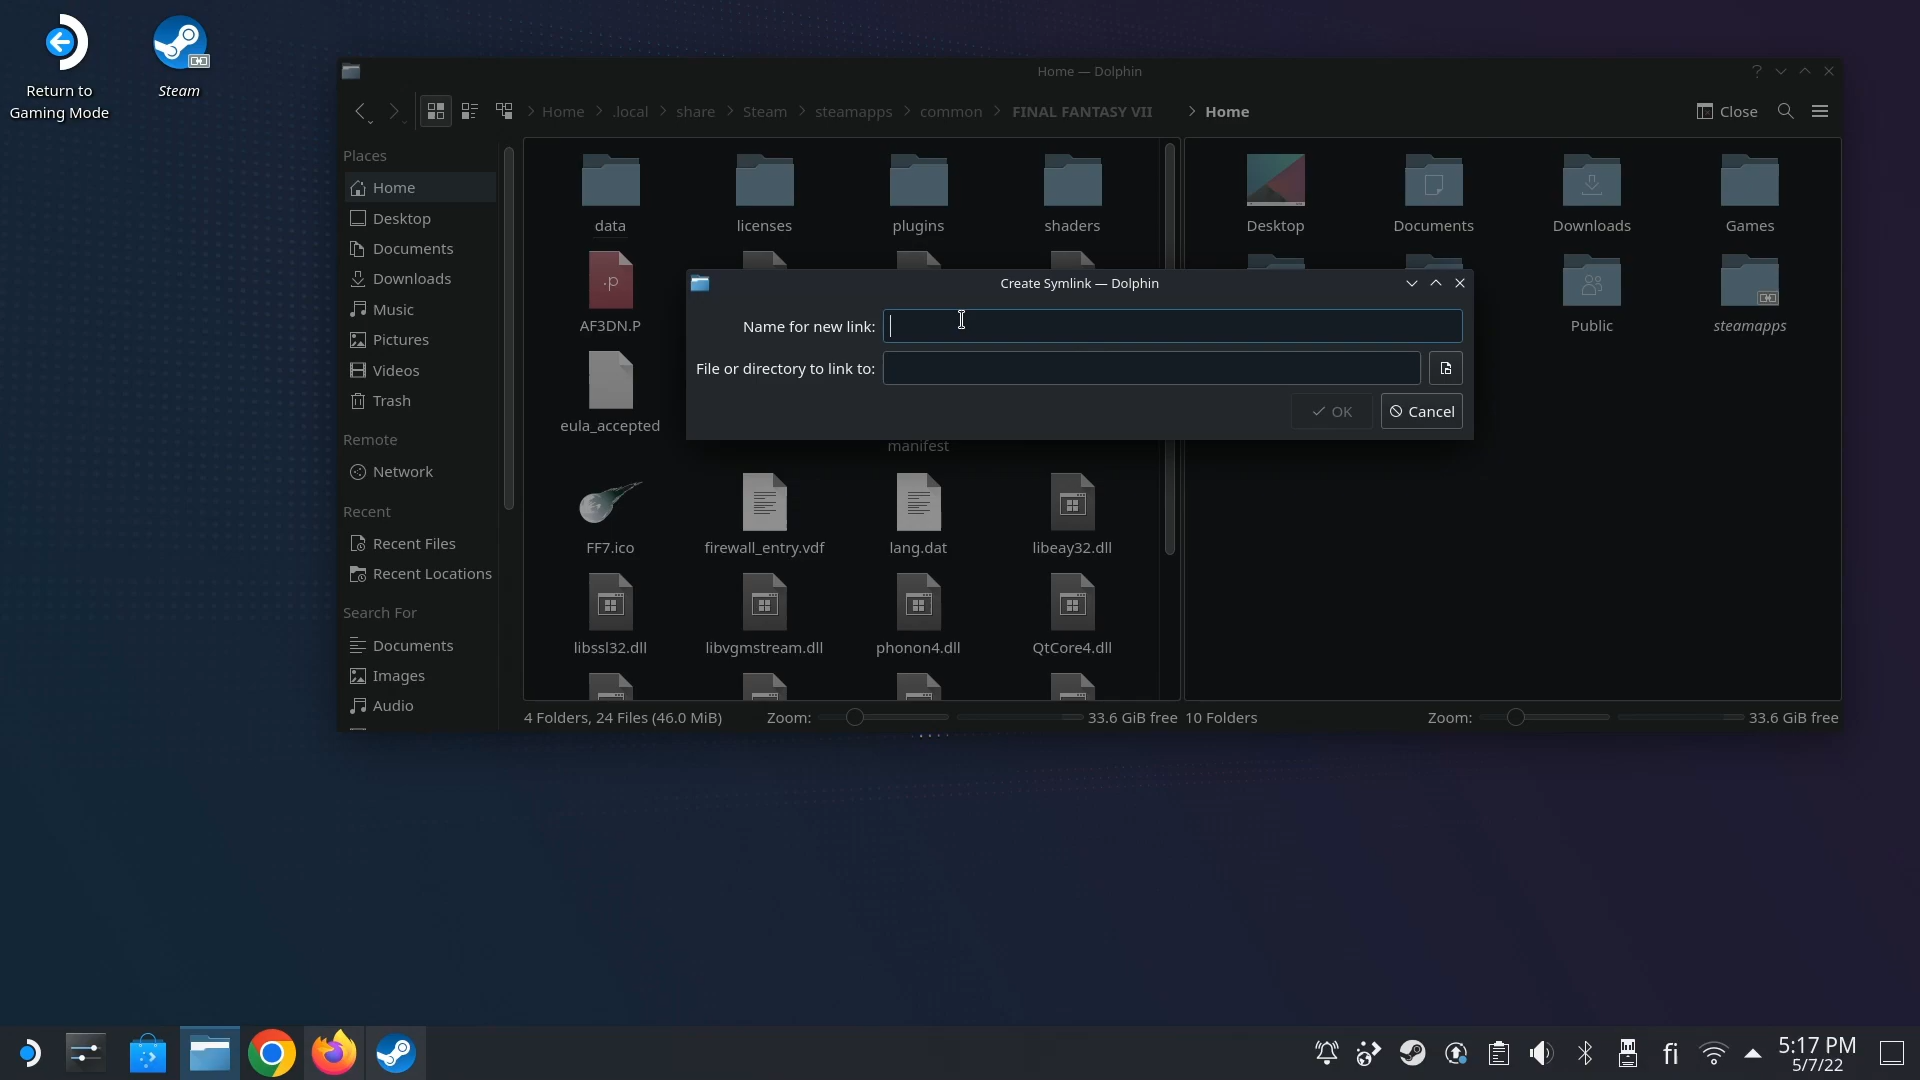 Return to
Gaming Mode
Steam
Home — Dolphin
Home
.local
share
Steam
steamapps
common
FINAL FANTASY VII
Home
Close
Places
Home
Desktop
Documents
Downloads
Music
Pictures
Videos
Trash
Remote
Network
Recent
Recent Files
Recent Locations
Search For
Documents
Images
Audio
data
licenses
plugins
shaders
.p
AF3DN.P
eula_accepted
manifest
FF7.ico
firewall_entry.vdf
lang.dat
libeay32.dll
libssl32.dll
libvgmstream.dll
phonon4.dll
QtCore4.dll
Desktop
Documents
Downloads
Games
Public
steamapps
Create Symlink — Dolphin
Name for new link:
File or directory to link to:
OK
Cancel
4 Folders, 24 Files (46.0 MiB)
Zoom:
33.6 GiB free
10 Folders
Zoom:
33.6 GiB free
fi
5:17 PM
5/7/22